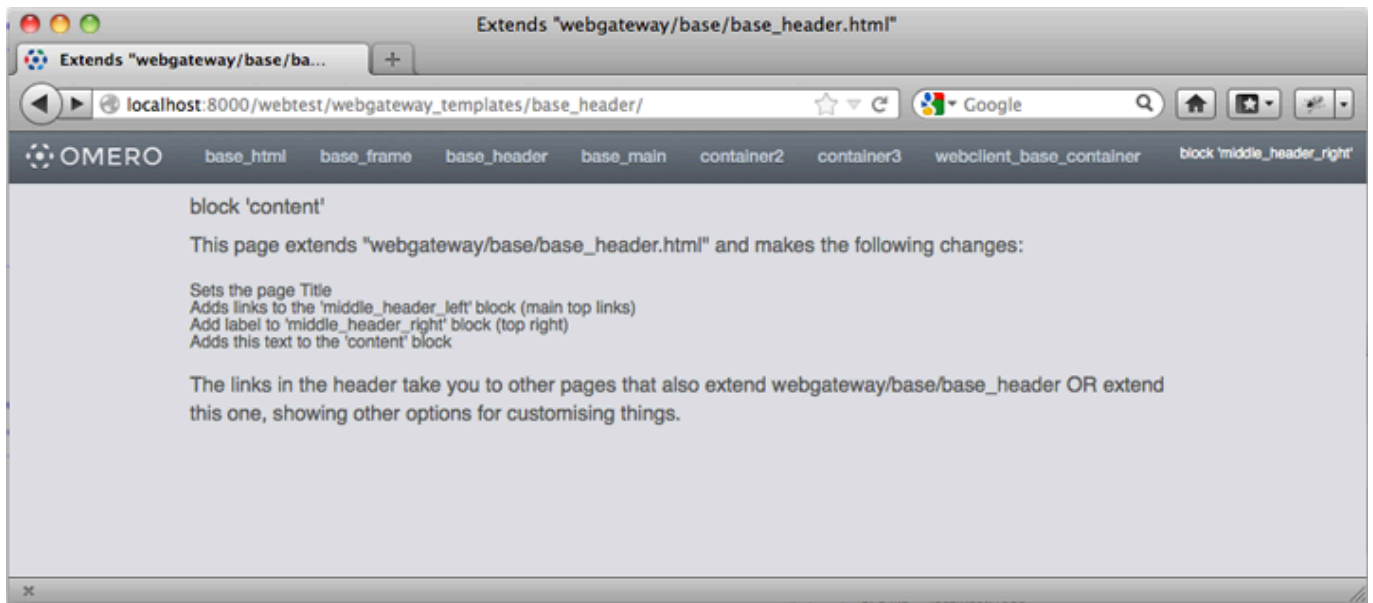 Extends "webgateway/base/base_header.html"
Extends "webgateway/base/ba...
localhost:8000/webtest/webgateway_templates/base_header/ Google
OMERO base_html base_frame base_header base_main container2 container3 webclient_base_container block 'middle_header_right'
block 'content'
This page extends "webgateway/base/base_header.html" and makes the following changes:
Sets the page Title
Adds links to the 'middle_header_left' block (main top links)
Add label to 'middle_header_right' block (top right)
Adds this text to the 'content' block
The links in the header take you to other pages that also extend webgateway/base/base_header OR extend
this one, showing other options for customising things.